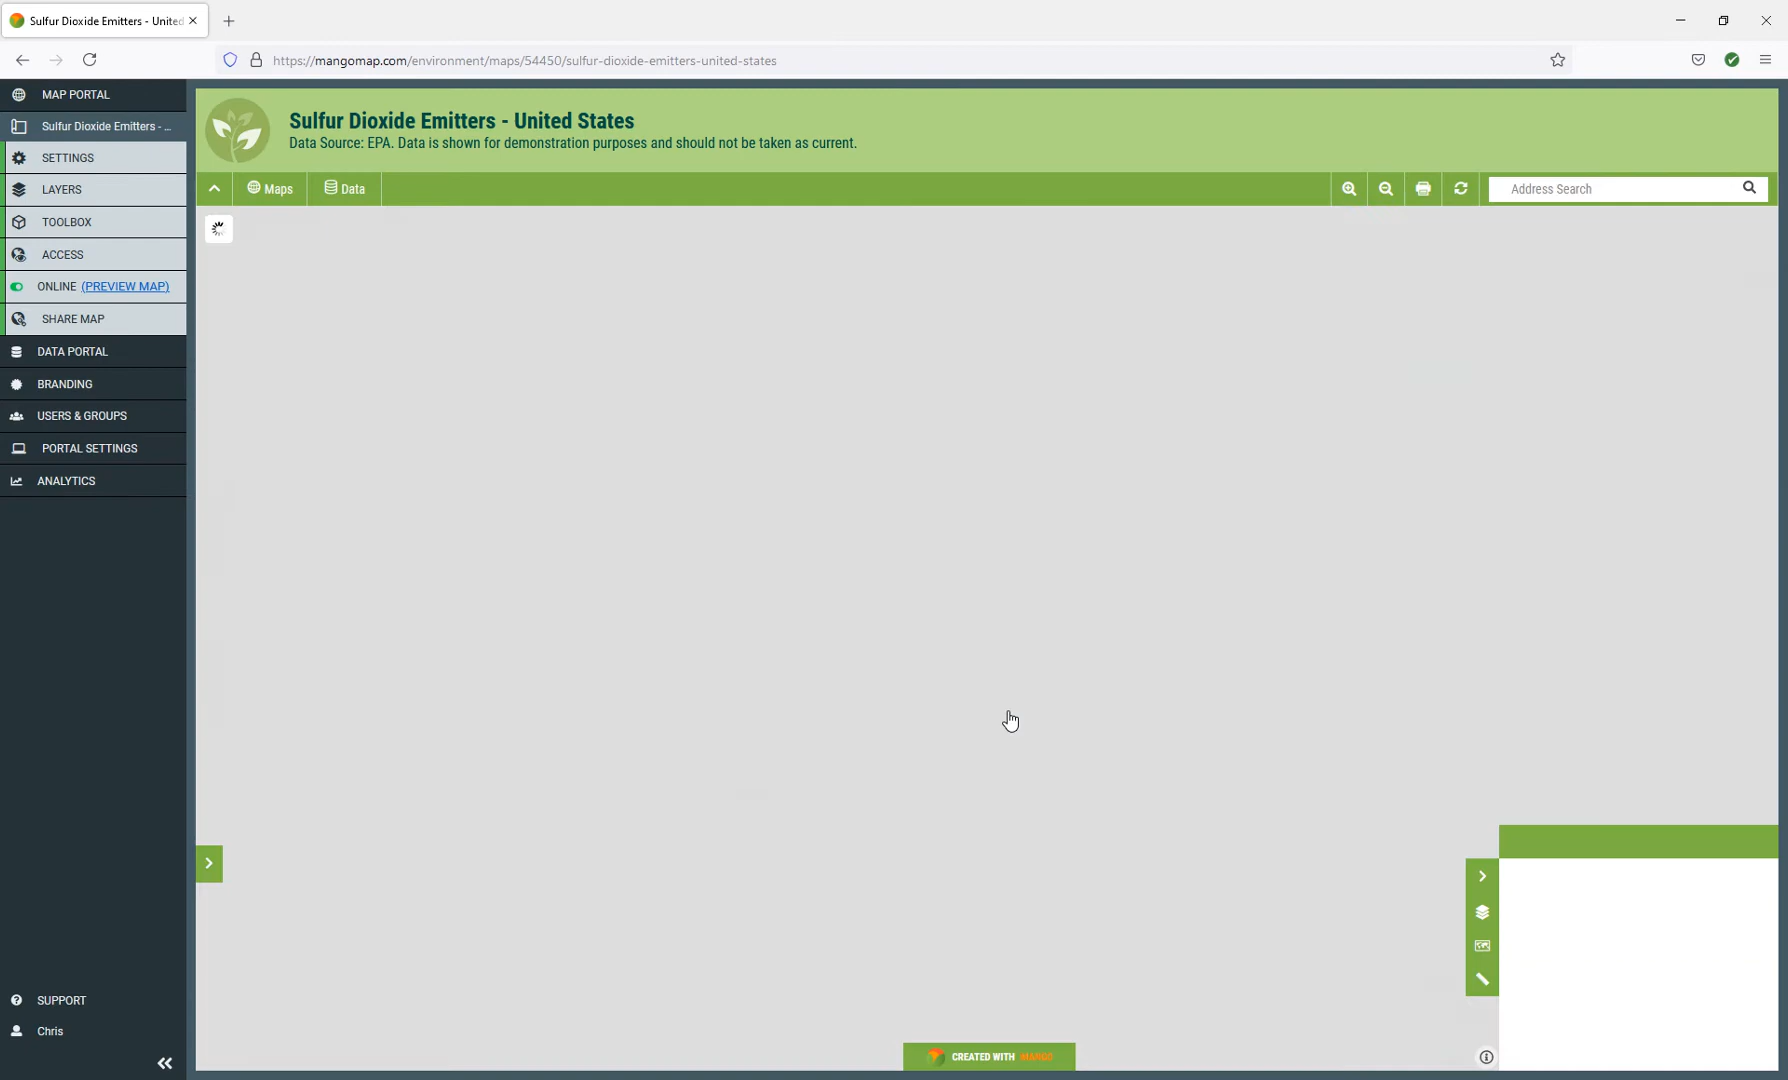 Sulfur Dioxide Emitters - United
https://mangomap.com/environment/maps/54450/sulfur-dioxide-emitters-united-states
MAP PORTAL
Sulfur Dioxide Emitters - ...
SETTINGS
LAYERS
TOOLBOX
ACCESS
ONLINE (PREVIEW MAP)
SHARE MAP
DATA PORTAL
BRANDING
USERS & GROUPS
PORTAL SETTINGS
ANALYTICS
SUPPORT
Chris
Sulfur Dioxide Emitters - United States
Data Source: EPA. Data is shown for demonstration purposes and should not be taken as current.
Maps
Data
Address Search
CREATED WITH MANGO